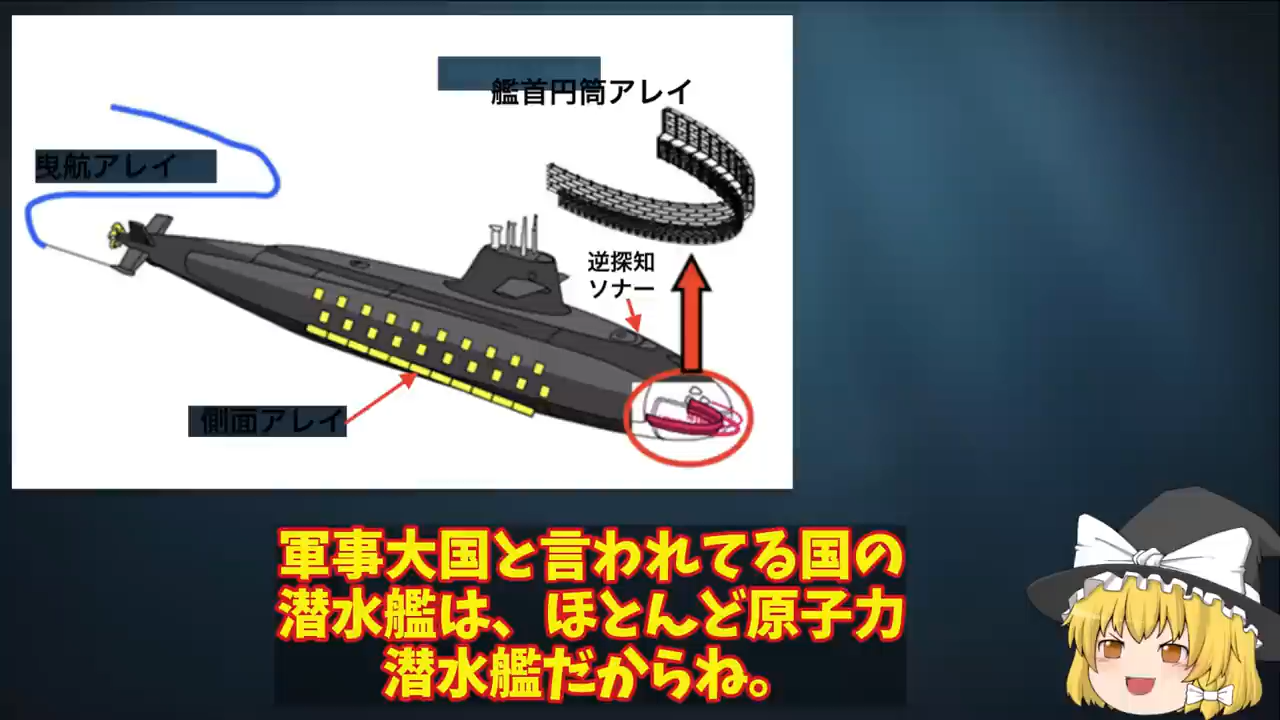 艦首円筒アレイ
曳航アレイ
逆探知
ソナー
側面アレイ
軍事大国と言われてる国の
潜水艦は、ほとんど原子力
潜水艦だからね。